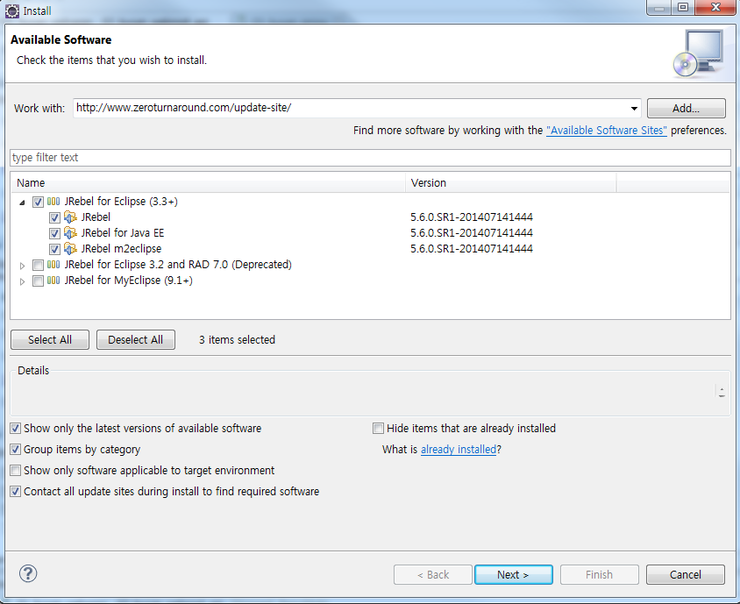 Install
Available Software
Check the items that you wish to install.
Work with: http://www.zeroturnaround.com/update-site/ Add...
Find more software by working with the "Available Software Sites" preferences.
type filter text
Name Version
JRebel for Eclipse (3.3+)
JRebel 5.6.0.SR1-201407141444
JRebel for Java EE 5.6.0.SR1-201407141444
JRebel m2eclipse 5.6.0.SR1-201407141444
JRebel for Eclipse 3.2 and RAD 7.0 (Deprecated)
JRebel for MyEclipse (9.1+)
Select All Deselect All 3 items selected
Details
Show only the latest versions of available software Hide items that are already installed
Group items by category What is already installed?
Show only software applicable to target environment
Contact all update sites during install to find required software
? < Back Next > Finish Cancel